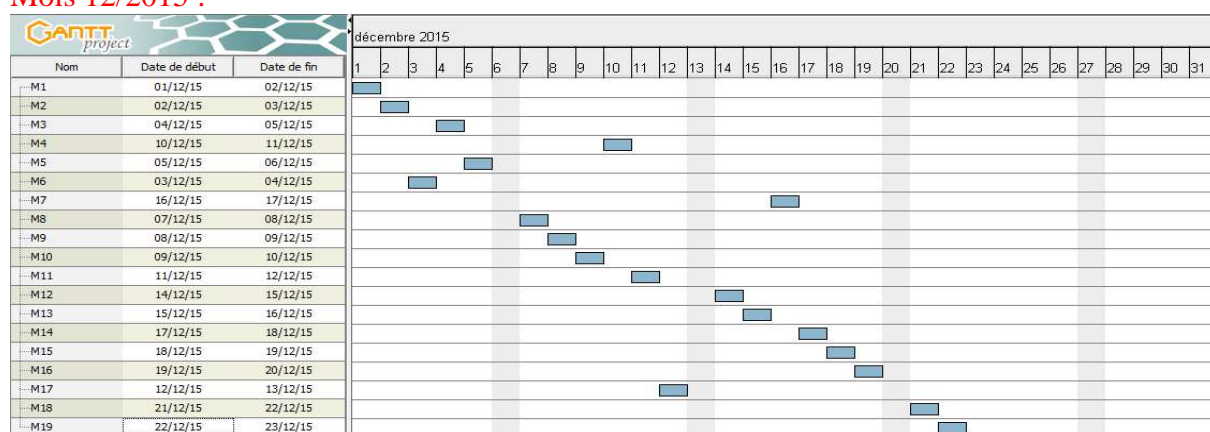 Mois 12/2015 :
GANTT
project
décembre 2015
Nom Date de début Date de fin 1 2 3 4 5 6 7 8 9 10 11 12 13 14 15 16 17 18 19 20 21 22 23 24 25 26 27 28 29 30 31
M1 01/12/15 02/12/15
M2 02/12/15 03/12/15
M3 04/12/15 05/12/15
M4 10/12/15 11/12/15
M5 05/12/15 06/12/15
M6 03/12/15 04/12/15
M7 16/12/15 17/12/15
M8 07/12/15 08/12/15
M9 08/12/15 09/12/15
M10 09/12/15 10/12/15
M11 11/12/15 12/12/15
M12 14/12/15 15/12/15
M13 15/12/15 16/12/15
M14 17/12/15 18/12/15
M15 18/12/15 19/12/15
M16 19/12/15 20/12/15
M17 12/12/15 13/12/15
M18 21/12/15 22/12/15
M19 22/12/15 23/12/15